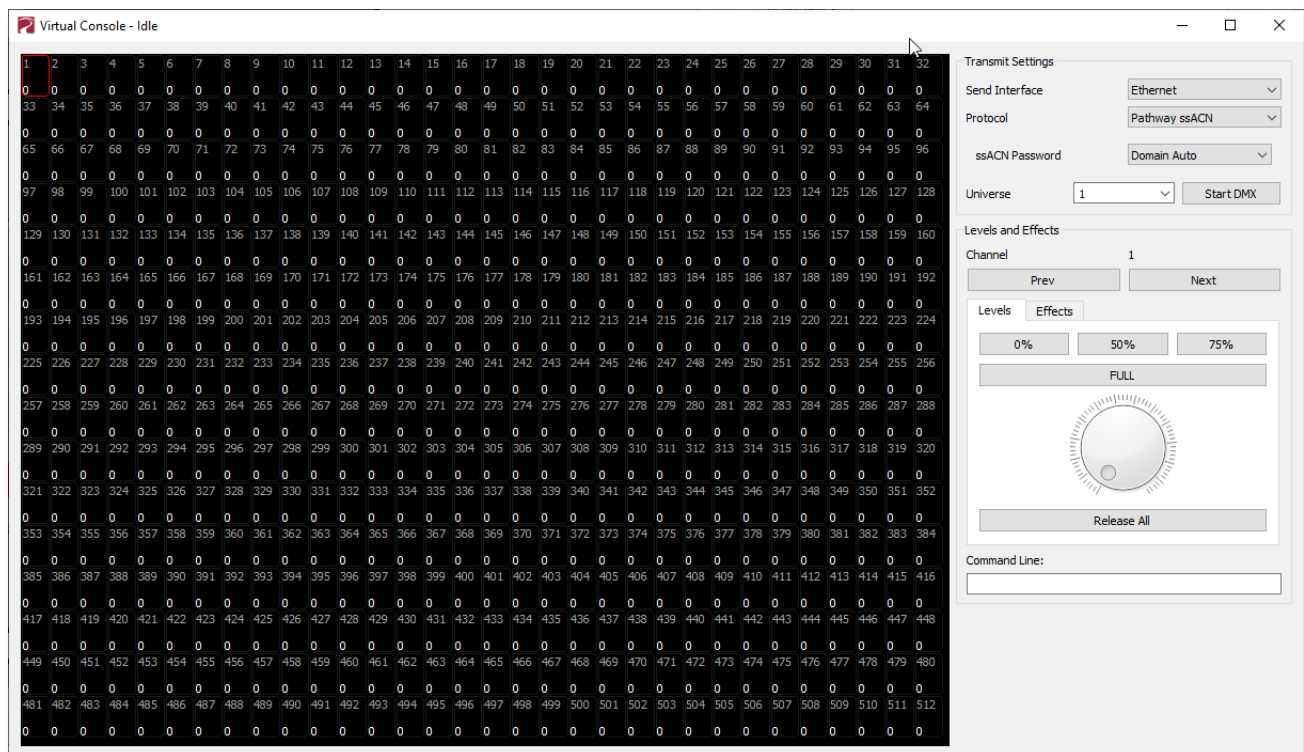 Virtual Console - Idle
1 2 3 4 5 6 7 8 9 10 11 12 13 14 15 16 17 18 19 20 21 22 23 24 25 26 27 28 29 30 31 32
0 0 0 0 0 0 0 0 0 0 0 0 0 0 0 0 0 0 0 0 0 0 0 0 0 0 0 0 0 0 0 0
33 34 35 36 37 38 39 40 41 42 43 44 45 46 47 48 49 50 51 52 53 54 55 56 57 58 59 60 61 62 63 64
0 0 0 0 0 0 0 0 0 0 0 0 0 0 0 0 0 0 0 0 0 0 0 0 0 0 0 0 0 0 0 0
65 66 67 68 69 70 71 72 73 74 75 76 77 78 79 80 81 82 83 84 85 86 87 88 89 90 91 92 93 94 95 96
0 0 0 0 0 0 0 0 0 0 0 0 0 0 0 0 0 0 0 0 0 0 0 0 0 0 0 0 0 0 0 0
97 98 99 100 101 102 103 104 105 106 107 108 109 110 111 112 113 114 115 116 117 118 119 120 121 122 123 124 125 126 127 128
0 0 0 0 0 0 0 0 0 0 0 0 0 0 0 0 0 0 0 0 0 0 0 0 0 0 0 0 0 0 0 0
129 130 131 132 133 134 135 136 137 138 139 140 141 142 143 144 145 146 147 148 149 150 151 152 153 154 155 156 157 158 159 160
0 0 0 0 0 0 0 0 0 0 0 0 0 0 0 0 0 0 0 0 0 0 0 0 0 0 0 0 0 0 0 0
161 162 163 164 165 166 167 168 169 170 171 172 173 174 175 176 177 178 179 180 181 182 183 184 185 186 187 188 189 190 191 192
0 0 0 0 0 0 0 0 0 0 0 0 0 0 0 0 0 0 0 0 0 0 0 0 0 0 0 0 0 0 0 0
193 194 195 196 197 198 199 200 201 202 203 204 205 206 207 208 209 210 211 212 213 214 215 216 217 218 219 220 221 222 223 224
0 0 0 0 0 0 0 0 0 0 0 0 0 0 0 0 0 0 0 0 0 0 0 0 0 0 0 0 0 0 0 0
225 226 227 228 229 230 231 232 233 234 235 236 237 238 239 240 241 242 243 244 245 246 247 248 249 250 251 252 253 254 255 256
0 0 0 0 0 0 0 0 0 0 0 0 0 0 0 0 0 0 0 0 0 0 0 0 0 0 0 0 0 0 0 0
257 258 259 260 261 262 263 264 265 266 267 268 269 270 271 272 273 274 275 276 277 278 279 280 281 282 283 284 285 286 287 288
0 0 0 0 0 0 0 0 0 0 0 0 0 0 0 0 0 0 0 0 0 0 0 0 0 0 0 0 0 0 0 0
289 290 291 292 293 294 295 296 297 298 299 300 301 302 303 304 305 306 307 308 309 310 311 312 313 314 315 316 317 318 319 320
0 0 0 0 0 0 0 0 0 0 0 0 0 0 0 0 0 0 0 0 0 0 0 0 0 0 0 0 0 0 0 0
321 322 323 324 325 326 327 328 329 330 331 332 333 334 335 336 337 338 339 340 341 342 343 344 345 346 347 348 349 350 351 352
0 0 0 0 0 0 0 0 0 0 0 0 0 0 0 0 0 0 0 0 0 0 0 0 0 0 0 0 0 0 0 0
353 354 355 356 357 358 359 360 361 362 363 364 365 366 367 368 369 370 371 372 373 374 375 376 377 378 379 380 381 382 383 384
0 0 0 0 0 0 0 0 0 0 0 0 0 0 0 0 0 0 0 0 0 0 0 0 0 0 0 0 0 0 0 0
385 386 387 388 389 390 391 392 393 394 395 396 397 398 399 400 401 402 403 404 405 406 407 408 409 410 411 412 413 414 415 416
0 0 0 0 0 0 0 0 0 0 0 0 0 0 0 0 0 0 0 0 0 0 0 0 0 0 0 0 0 0 0 0
417 418 419 420 421 422 423 424 425 426 427 428 429 430 431 432 433 434 435 436 437 438 439 440 441 442 443 444 445 446 447 448
0 0 0 0 0 0 0 0 0 0 0 0 0 0 0 0 0 0 0 0 0 0 0 0 0 0 0 0 0 0 0 0
449 450 451 452 453 454 455 456 457 458 459 460 461 462 463 464 465 466 467 468 469 470 471 472 473 474 475 476 477 478 479 480
0 0 0 0 0 0 0 0 0 0 0 0 0 0 0 0 0 0 0 0 0 0 0 0 0 0 0 0 0 0 0 0
481 482 483 484 485 486 487 488 489 490 491 492 493 494 495 496 497 498 499 500 501 502 503 504 505 506 507 508 509 510 511 512
0 0 0 0 0 0 0 0 0 0 0 0 0 0 0 0 0 0 0 0 0 0 0 0 0 0 0 0 0 0 0 0
Transmit Settings
Send Interface Ethernet
Protocol Pathway ssACN
ssACN Password Domain Auto
Universe 1 Start DMX
Levels and Effects
Channel 1
Prev Next
Levels Effects
0% 50% 75%
FULL
Release All
Command Line: